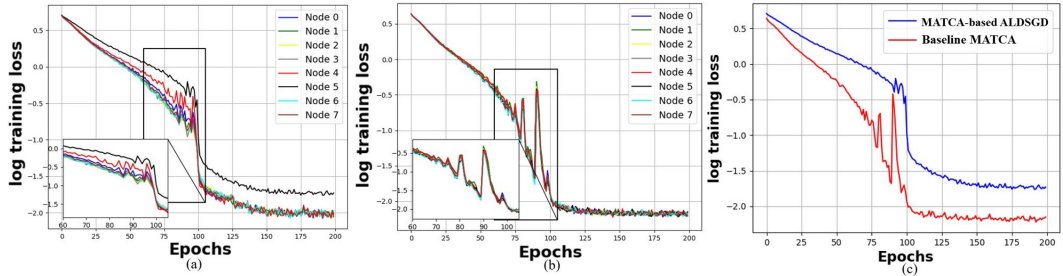 log training loss
0.5
0.0
−0.5
−1.0
−1.5
−2.0
Node 0
Node 1
Node 2
Node 3
Node 4
Node 5
Node 6
Node 7
0.0
−0.5
−1.0
−1.5
60 70 80 90 100
0 25 50 75 100 125 150 175 200
Epochs
(a)
log training loss
0.5
0.0
−0.5
−1.0
−1.5
−2.0
Node 0
Node 1
Node 2
Node 3
Node 4
Node 5
Node 6
Node 7
−0.5
−1.0
−1.5
−2.0
60 70 80 90 100
0 25 50 75 100 125 150 175 200
Epochs
(b)
log training loss
0.5
0.0
−0.5
−1.0
−1.5
−2.0
MATCA-based ALDSGD
Baseline MATCA
0 25 50 75 100 125 150 175 200
Epochs
(c)